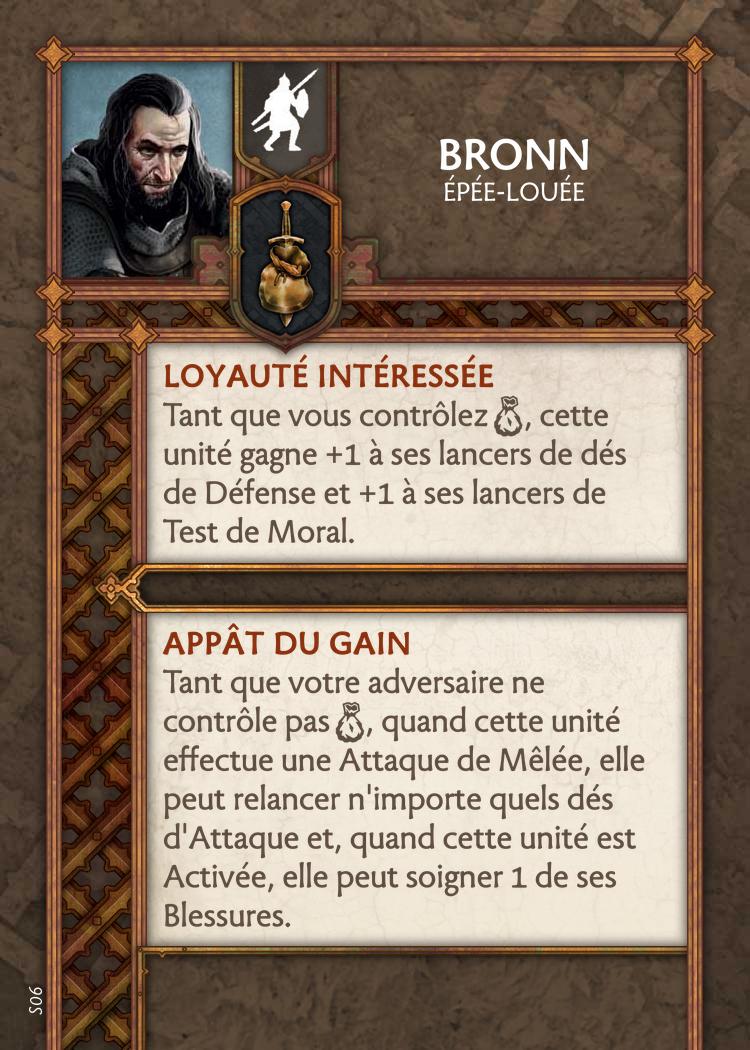 BRONN
ÉPÉE-LOUÉE
LOYAUTÉ INTÉRESSÉE
Tant que vous contrôlez , cette
unité gagne +1 à ses lancers de dés
de Défense et +1 à ses lancers de
Test de Moral.
APPÂT DU GAIN
Tant que votre adversaire ne
contrôle pas , quand cette unité
effectue une Attaque de Mêlée, elle
peut relancer n'importe quels dés
d'Attaque et, quand cette unité est
Activée, elle peut soigner 1 de ses
Blessures.
S06